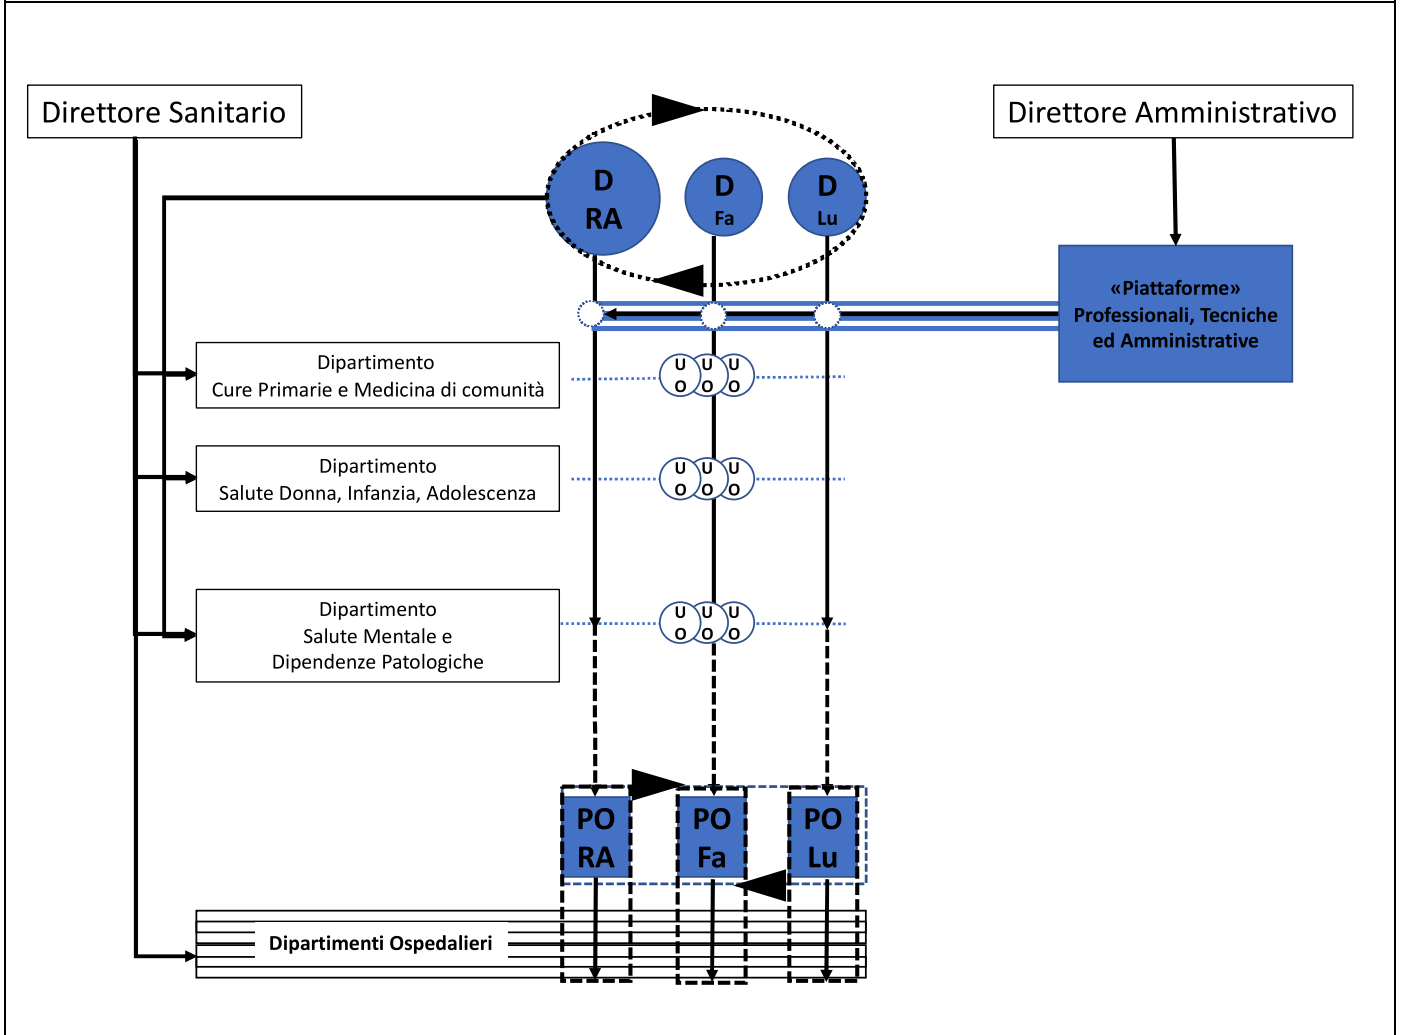 Direttore Sanitario
Direttore Amministrativo
D
RA
D
Fa
D
Lu
«Piattaforme»
Professionali, Tecniche
ed Amministrative
Dipartimento
Cure Primarie e Medicina di comunità
U U U
O O O
Dipartimento
Salute Donna, Infanzia, Adolescenza
U U U
O O O
Dipartimento
Salute Mentale e
Dipendenze Patologiche
U U U
O O O
PO
RA
PO
Fa
PO
Lu
Dipartimenti Ospedalieri